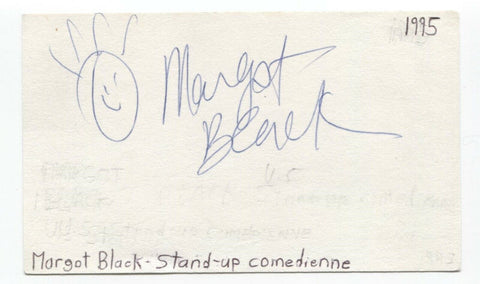 1995
Margot
Black
Margot Black - Stand-up comedienne